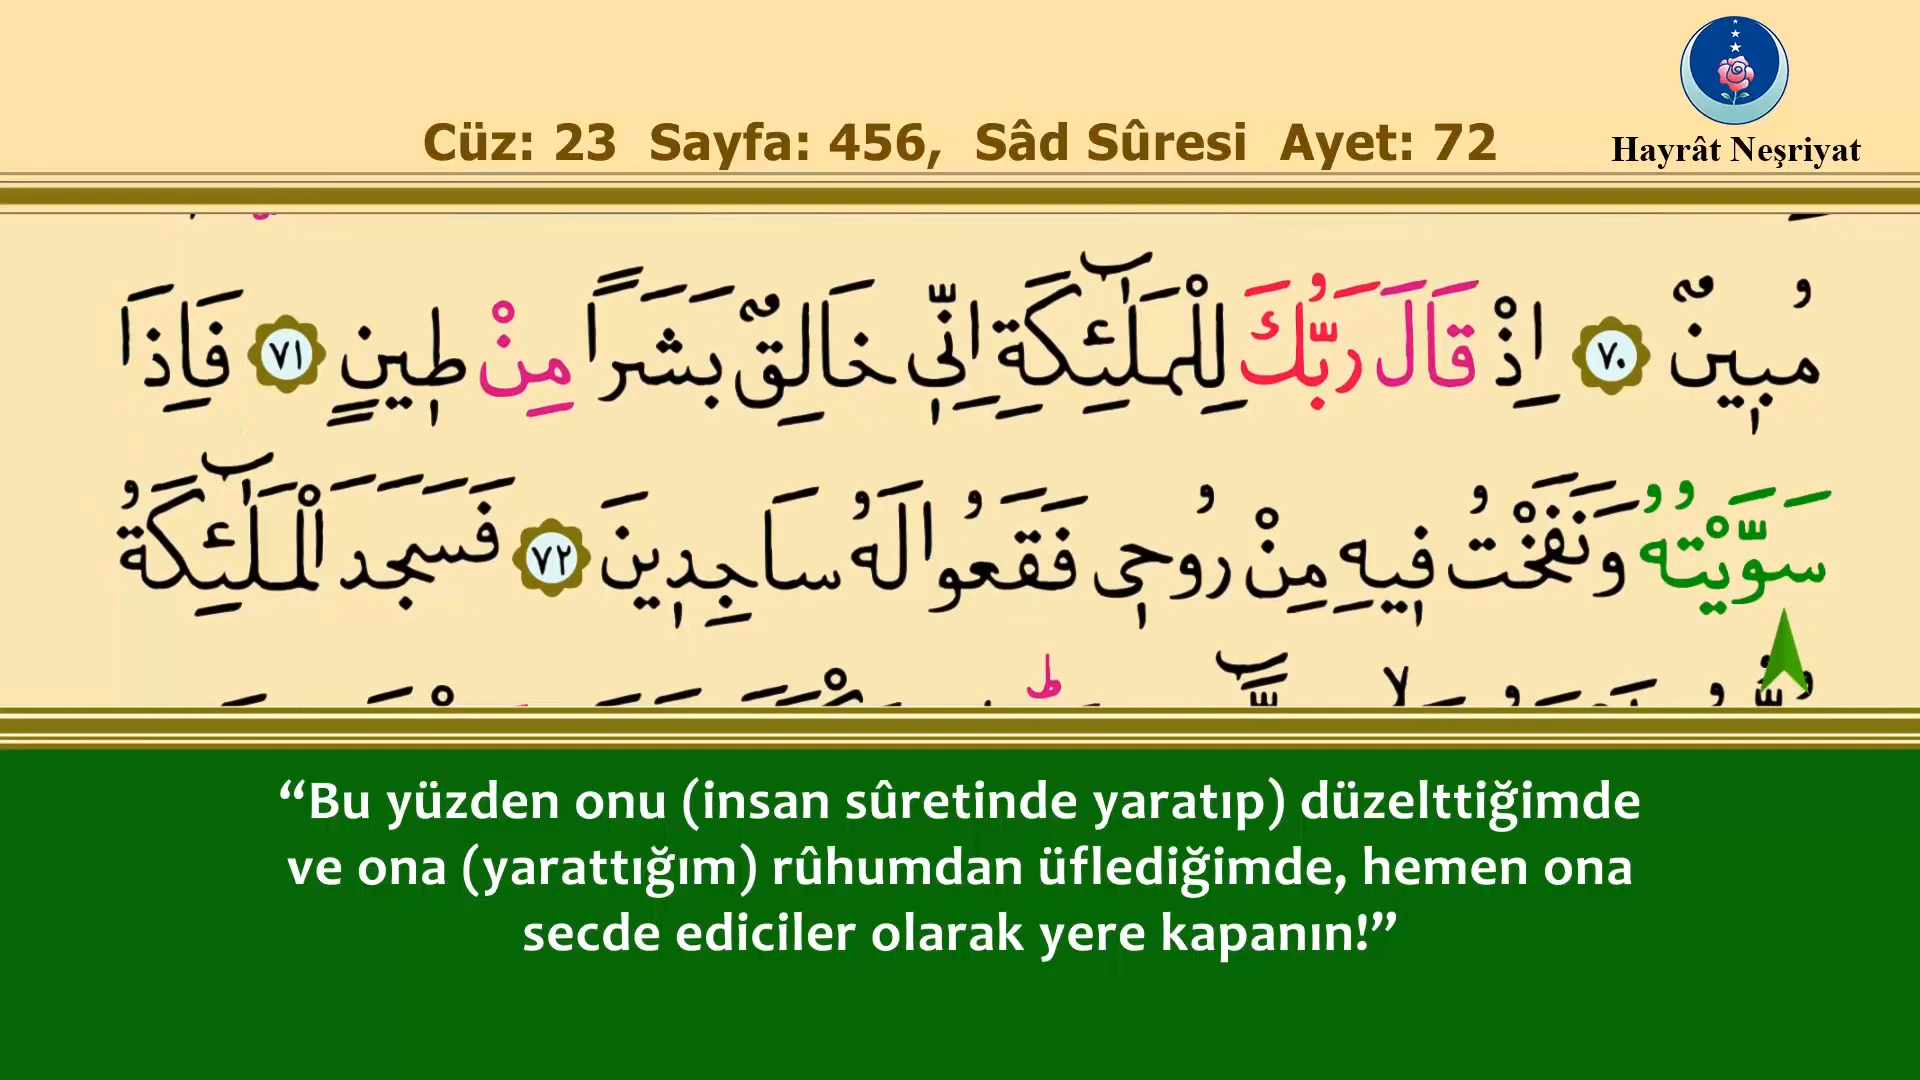 Cüz: 23 Sayfa: 456, Sâd Sûresi Ayet: 72
Hayrât Neşriyat
مُبٖينٌ ﴿٧٠﴾ اِذْ قَالَ رَبُّكَ لِلْمَلٰٓئِكَةِ اِنّٖى خَالِقٌ بَشَراً مِنْ طٖينٍ ﴿٧١﴾ فَاِذَا
سَوَّيْتُهُ وَنَفَخْتُ فٖيهِ مِنْ رُوحٖى فَقَعُوا لَهُ سَاجِدٖينَ ﴿٧٢﴾ فَسَجَدَ الْمَلٰٓئِكَةُ
“Bu yüzden onu (insan sûretinde yaratıp) düzelttiğimde
ve ona (yarattığım) rûhumdan üflediğimde, hemen ona
secde ediciler olarak yere kapanın!”